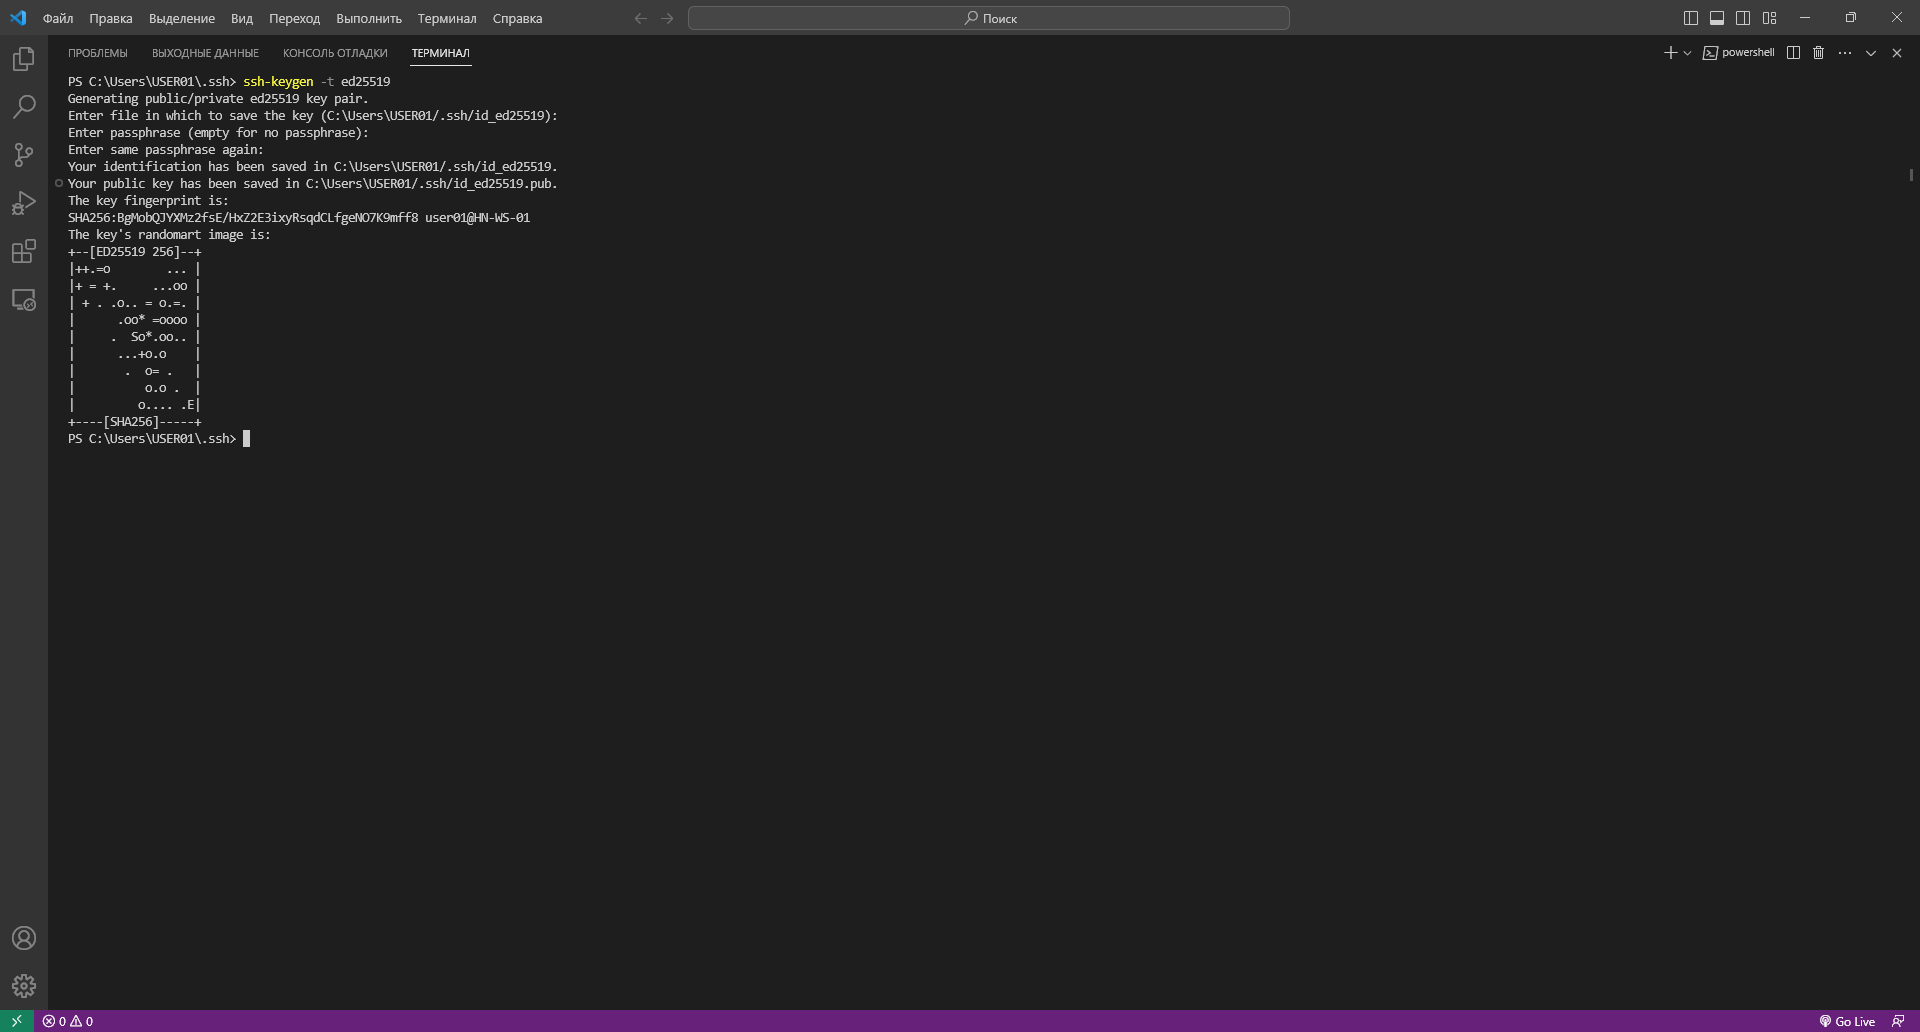 Файл Правка Выделение Вид Переход Выполнить Терминал Справка Поиск
ПРОБЛЕМЫ ВЫХОДНЫЕ ДАННЫЕ КОНСОЛЬ ОТЛАДКИ ТЕРМИНАЛ powershell
PS C:\Users\USER01\.ssh> ssh-keygen -t ed25519
Generating public/private ed25519 key pair.
Enter file in which to save the key (C:\Users\USER01/.ssh/id_ed25519):
Enter passphrase (empty for no passphrase):
Enter same passphrase again:
Your identification has been saved in C:\Users\USER01/.ssh/id_ed25519.
Your public key has been saved in C:\Users\USER01/.ssh/id_ed25519.pub.
The key fingerprint is:
SHA256:BgMobQJYXMz2fsE/HxZ2E3ixyRsqdCLfgeNO7K9mff8 user01@HN-WS-01
The key's randomart image is:
+--[ED25519 256]--+
|++.=o        ... |
|+ = +.     ...oo |
| + . .o.. = o.=. |
|      .oo* =oooo |
|     .  So*.oo.. |
|      ...+o.o    |
|       .  o= .   |
|          o.o .  |
|         o.... .E|
+----[SHA256]-----+
PS C:\Users\USER01\.ssh>
0 0 Go Live